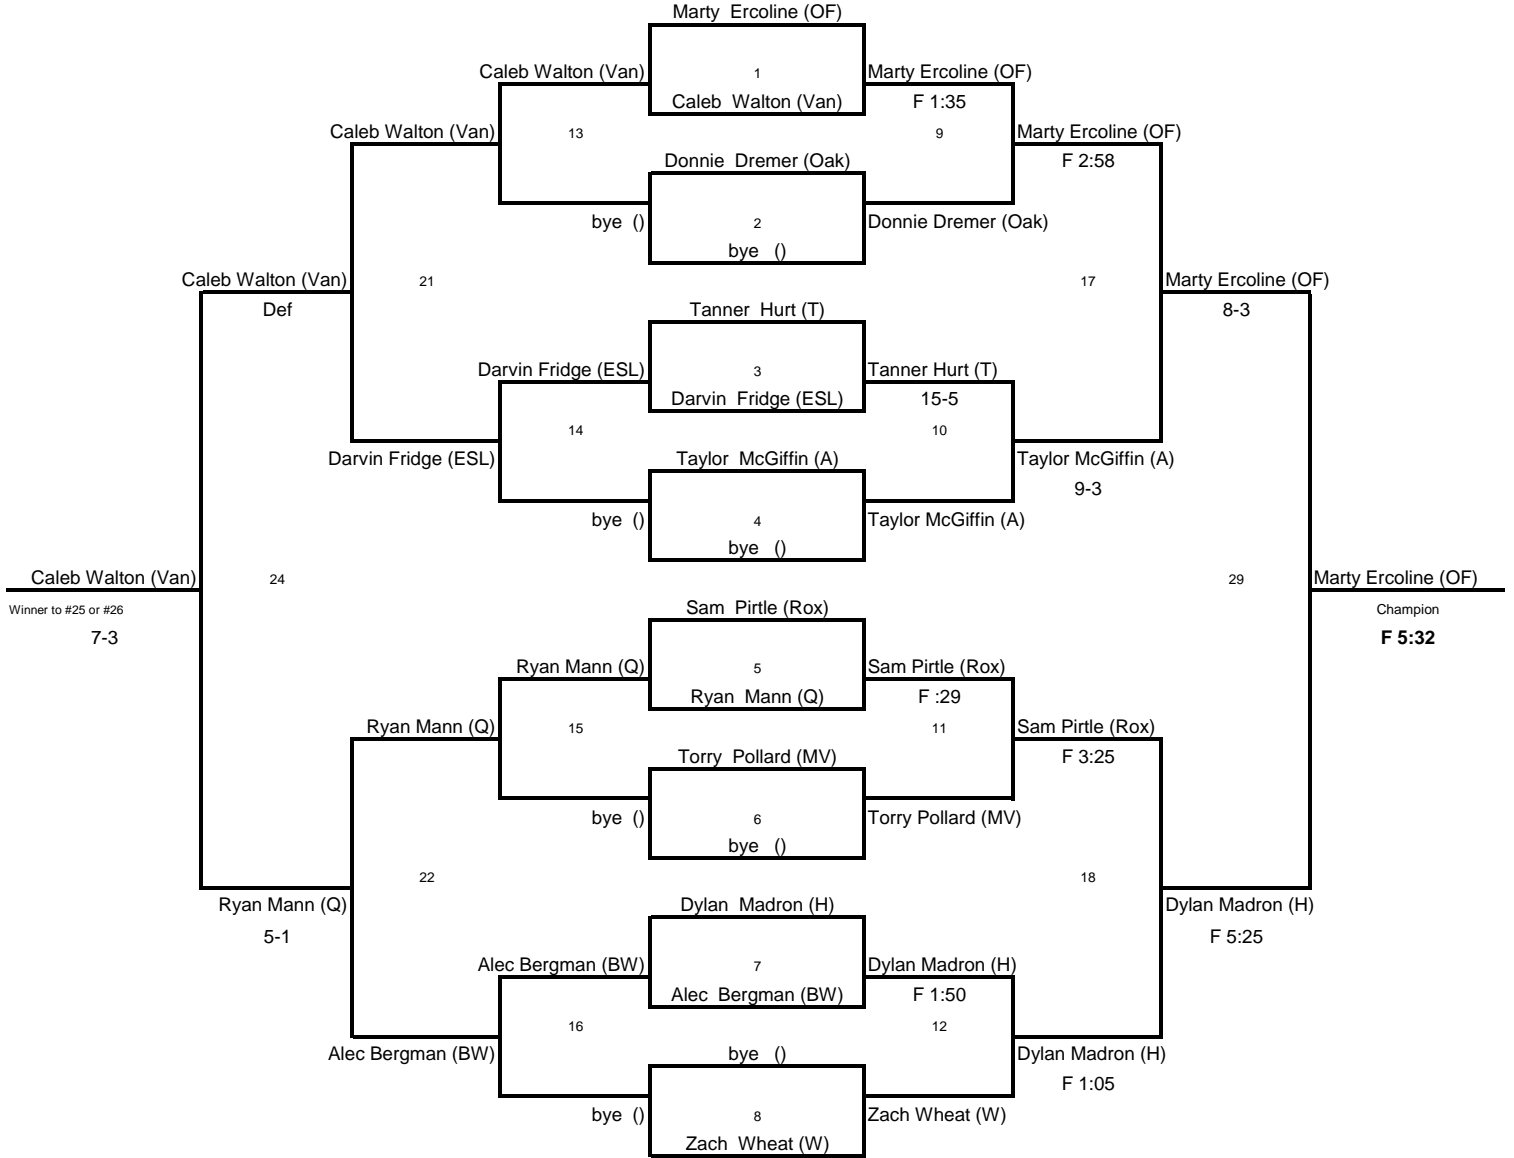 Marty Ercoline (OF)
Caleb Walton (Van) 1 Marty Ercoline (OF)
Caleb Walton (Van) F 1:35
Caleb Walton (Van) 13 9 Marty Ercoline (OF)
Donnie Dremer (Oak) F 2:58
bye () 2 Donnie Dremer (Oak)
bye ()
Caleb Walton (Van) 21 17 Marty Ercoline (OF)
Def Tanner Hurt (T) 8-3
Darvin Fridge (ESL) 3 Tanner Hurt (T)
Darvin Fridge (ESL) 15-5
14 10
Darvin Fridge (ESL) Taylor McGiffin (A) Taylor McGiffin (A)
9-3
bye () 4 Taylor McGiffin (A)
bye ()
Caleb Walton (Van) 24 29 Marty Ercoline (OF)
Winner to #25 or #26 Sam Pirtle (Rox) Champion
7-3 F 5:32
Ryan Mann (Q) 5 Sam Pirtle (Rox)
Ryan Mann (Q) F :29
Ryan Mann (Q) 15 11 Sam Pirtle (Rox)
Torry Pollard (MV) F 3:25
bye () 6 Torry Pollard (MV)
bye ()
22 18
Ryan Mann (Q) Dylan Madron (H) Dylan Madron (H)
5-1 F 5:25
Alec Bergman (BW) 7 Dylan Madron (H)
Alec Bergman (BW) F 1:50
16 12
Alec Bergman (BW) bye () Dylan Madron (H)
F 1:05
bye () 8 Zach Wheat (W)
Zach Wheat (W)